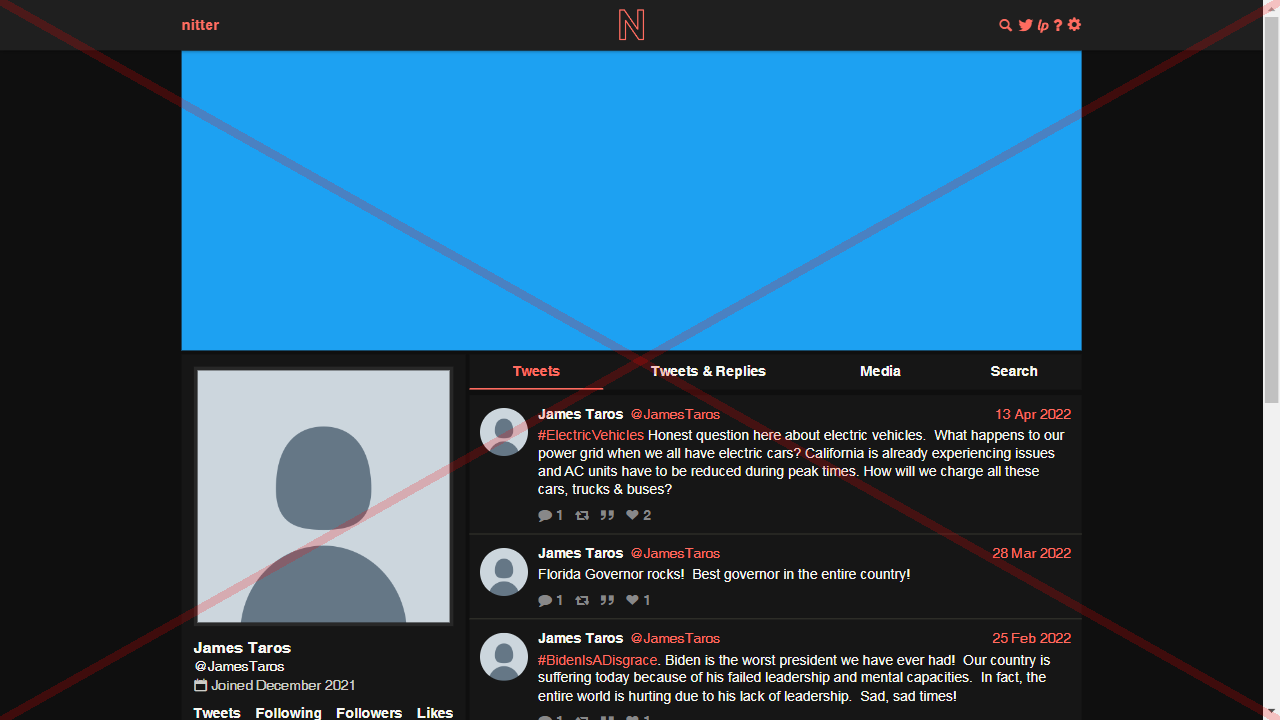 nitter
N
lp ?
Tweets Tweets & Replies Media Search
James Taros @JamesTaros 13 Apr 2022
#ElectricVehicles Honest question here about electric vehicles. What happens to our
power grid when we all have electric cars? California is already experiencing issues
and AC units have to be reduced during peak times. How will we charge all these
cars, trucks & buses?
1 2
James Taros @JamesTaros 28 Mar 2022
Florida Governor rocks! Best governor in the entire country!
1 1
James Taros @JamesTaros 25 Feb 2022
#BidenIsADisgrace. Biden is the worst president we have ever had! Our country is
suffering today because of his failed leadership and mental capacities. In fact, the
entire world is hurting due to his lack of leadership. Sad, sad times!
James Taros
@JamesTaros
Joined December 2021
Tweets Following Followers Likes